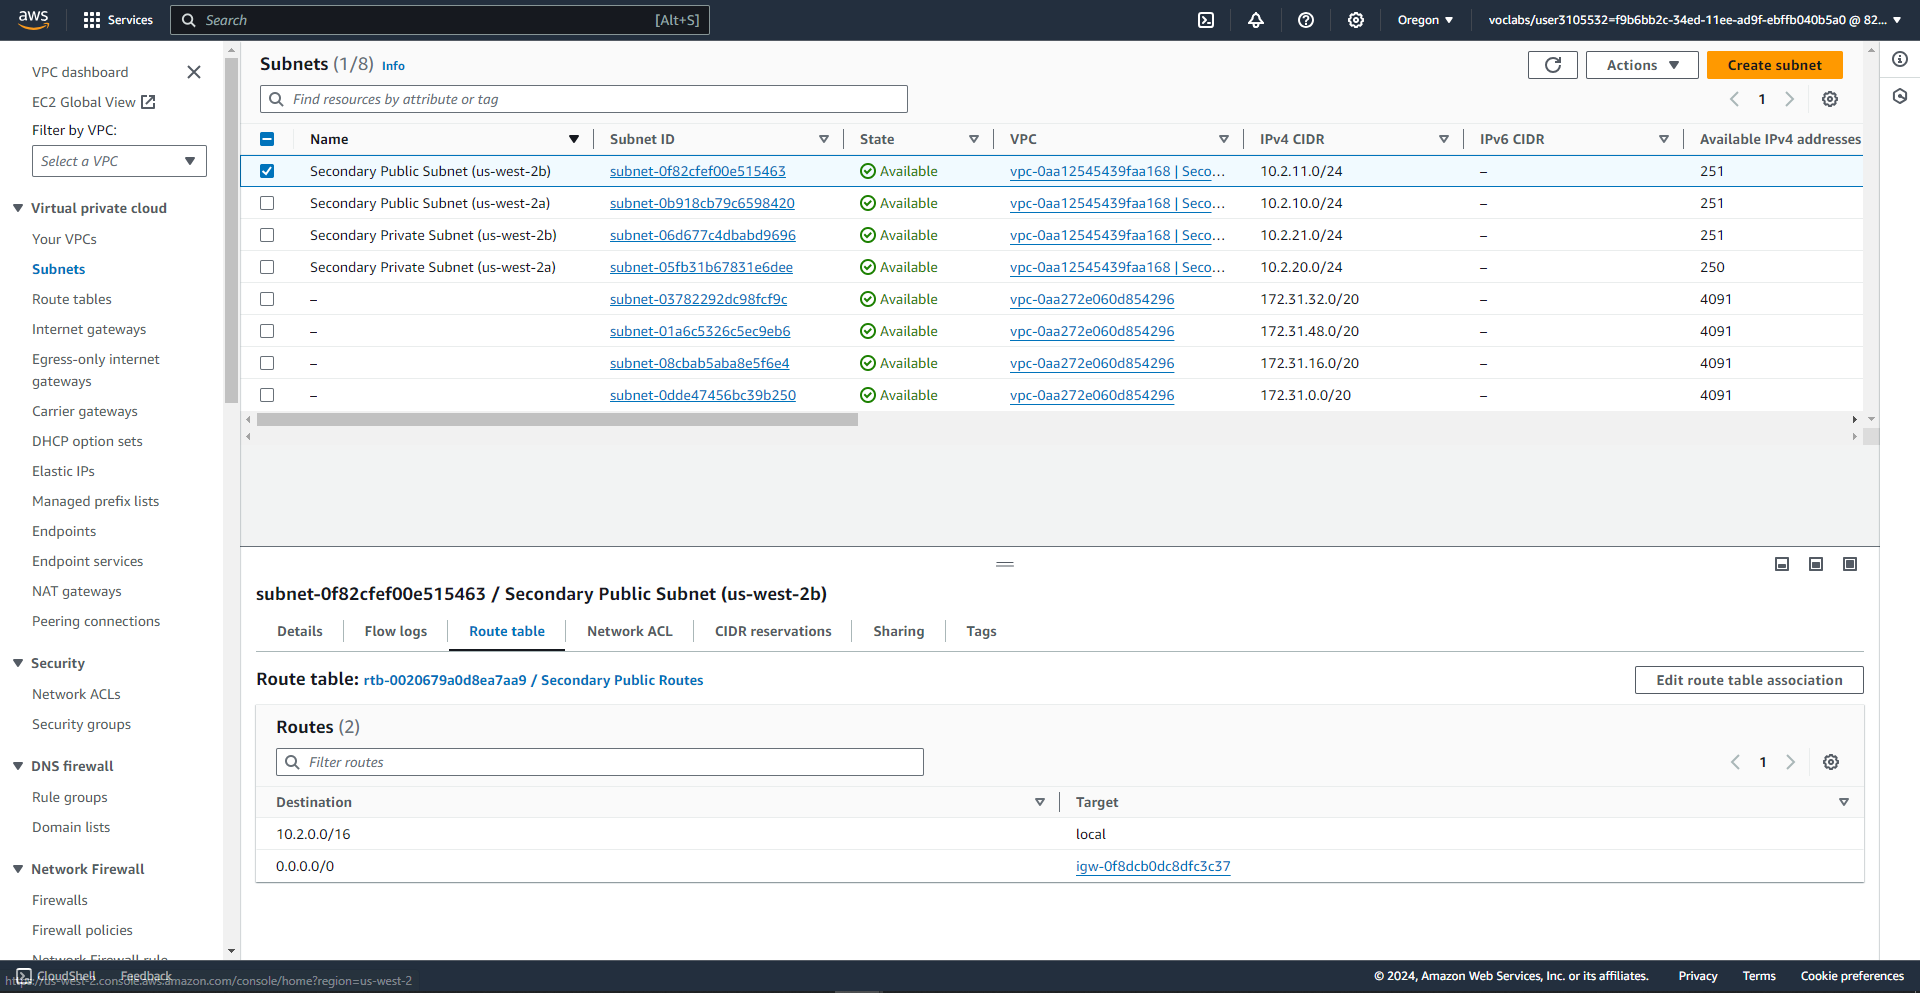 aws
Services
Search
[Alt+S]
Oregon
voclabs/user3105532=f9b6bb2c-34ed-11ee-ad9f-ebffb040b5a0 @ 82...
VPC dashboard
EC2 Global View
Filter by VPC:
Select a VPC
Virtual private cloud
Your VPCs
Subnets
Route tables
Internet gateways
Egress-only internet
gateways
Carrier gateways
DHCP option sets
Elastic IPs
Managed prefix lists
Endpoints
Endpoint services
NAT gateways
Peering connections
Security
Network ACLs
Security groups
DNS firewall
Rule groups
Domain lists
Network Firewall
Firewalls
Firewall policies
Network Firewall rule
Subnets (1/8) Info
Actions
Create subnet
Find resources by attribute or tag
1
Name Subnet ID State VPC IPv4 CIDR IPv6 CIDR Available IPv4 addresses
Secondary Public Subnet (us-west-2b) subnet-0f82cfef00e515463 Available vpc-0aa12545439faa168 | Seco... 10.2.11.0/24 – 251
Secondary Public Subnet (us-west-2a) subnet-0b918cb79c6598420 Available vpc-0aa12545439faa168 | Seco... 10.2.10.0/24 – 251
Secondary Private Subnet (us-west-2b) subnet-06d677c4dbabd9696 Available vpc-0aa12545439faa168 | Seco... 10.2.21.0/24 – 251
Secondary Private Subnet (us-west-2a) subnet-05fb31b67831e6dee Available vpc-0aa12545439faa168 | Seco... 10.2.20.0/24 – 250
– subnet-03782292dc98fcf9c Available vpc-0aa272e060d854296 172.31.32.0/20 – 4091
– subnet-01a6c5326c5ec9eb6 Available vpc-0aa272e060d854296 172.31.48.0/20 – 4091
– subnet-08cbab5aba8e5f6e4 Available vpc-0aa272e060d854296 172.31.16.0/20 – 4091
– subnet-0dde47456bc39b250 Available vpc-0aa272e060d854296 172.31.0.0/20 – 4091
subnet-0f82cfef00e515463 / Secondary Public Subnet (us-west-2b)
Details Flow logs Route table Network ACL CIDR reservations Sharing Tags
Route table: rtb-0020679a0d8ea7aa9 / Secondary Public Routes
Edit route table association
Routes (2)
Filter routes
1
Destination Target
10.2.0.0/16 local
0.0.0.0/0 igw-0f8dcb0dc8dfc3c37
CloudShell Feedback
https://us-west-2.console.aws.amazon.com/console/home?region=us-west-2
© 2024, Amazon Web Services, Inc. or its affiliates. Privacy Terms Cookie preferences